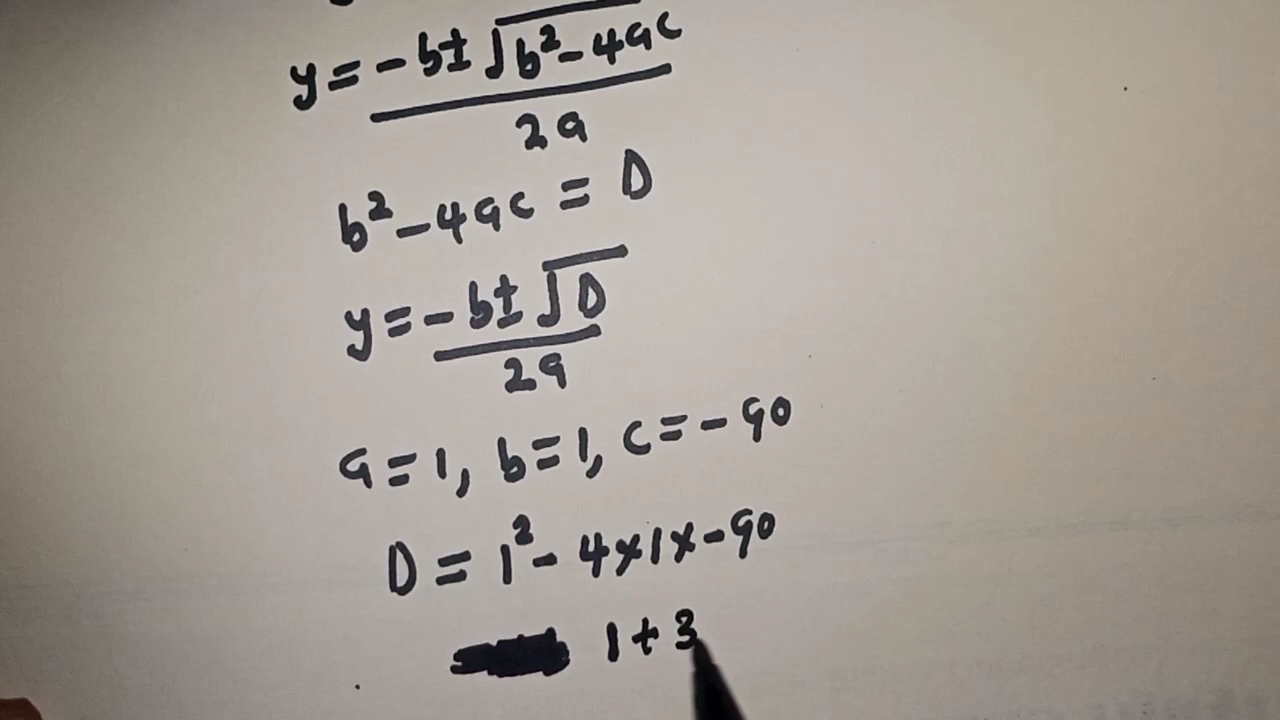 y = -b ± √b² - 4ac / 2a
b² - 4ac = D
y = -b ± √D / 2a
a = 1, b = 1, c = -90
D = 1² - 4 x 1 x -90
1 + 3